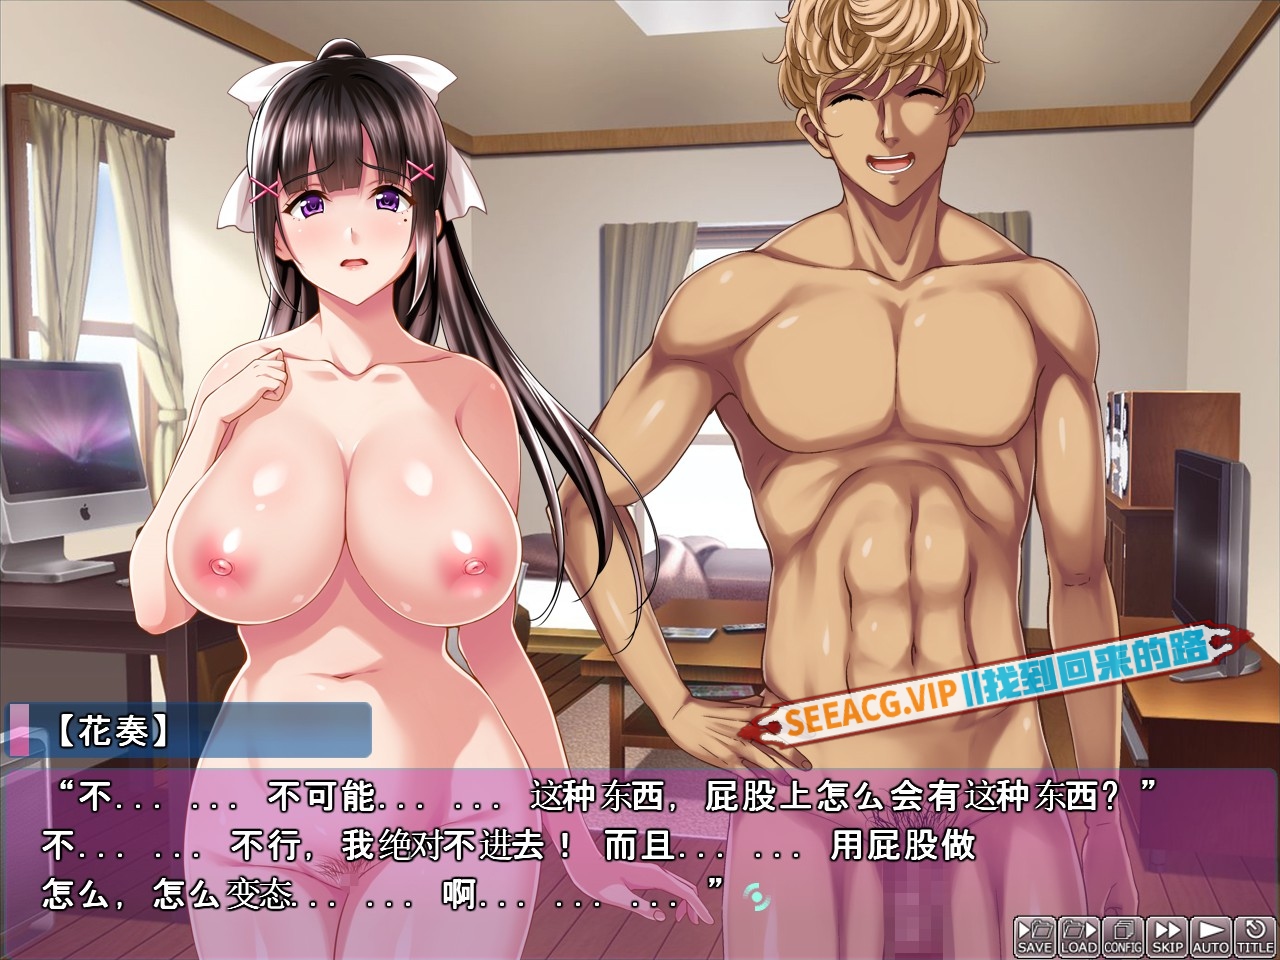 SEEACG.VIP||找到回来的路
【花奏】
“不... ... 不可能... ... 这种东西，屁股上怎么会有这种东西？”
不... ... 不行，我绝对不进去！ 而且... ... 用屁股做
怎么，怎么变态... ... 啊... ... ... ”
SAVE LOAD CONFIG SKIP AUTO TITLE